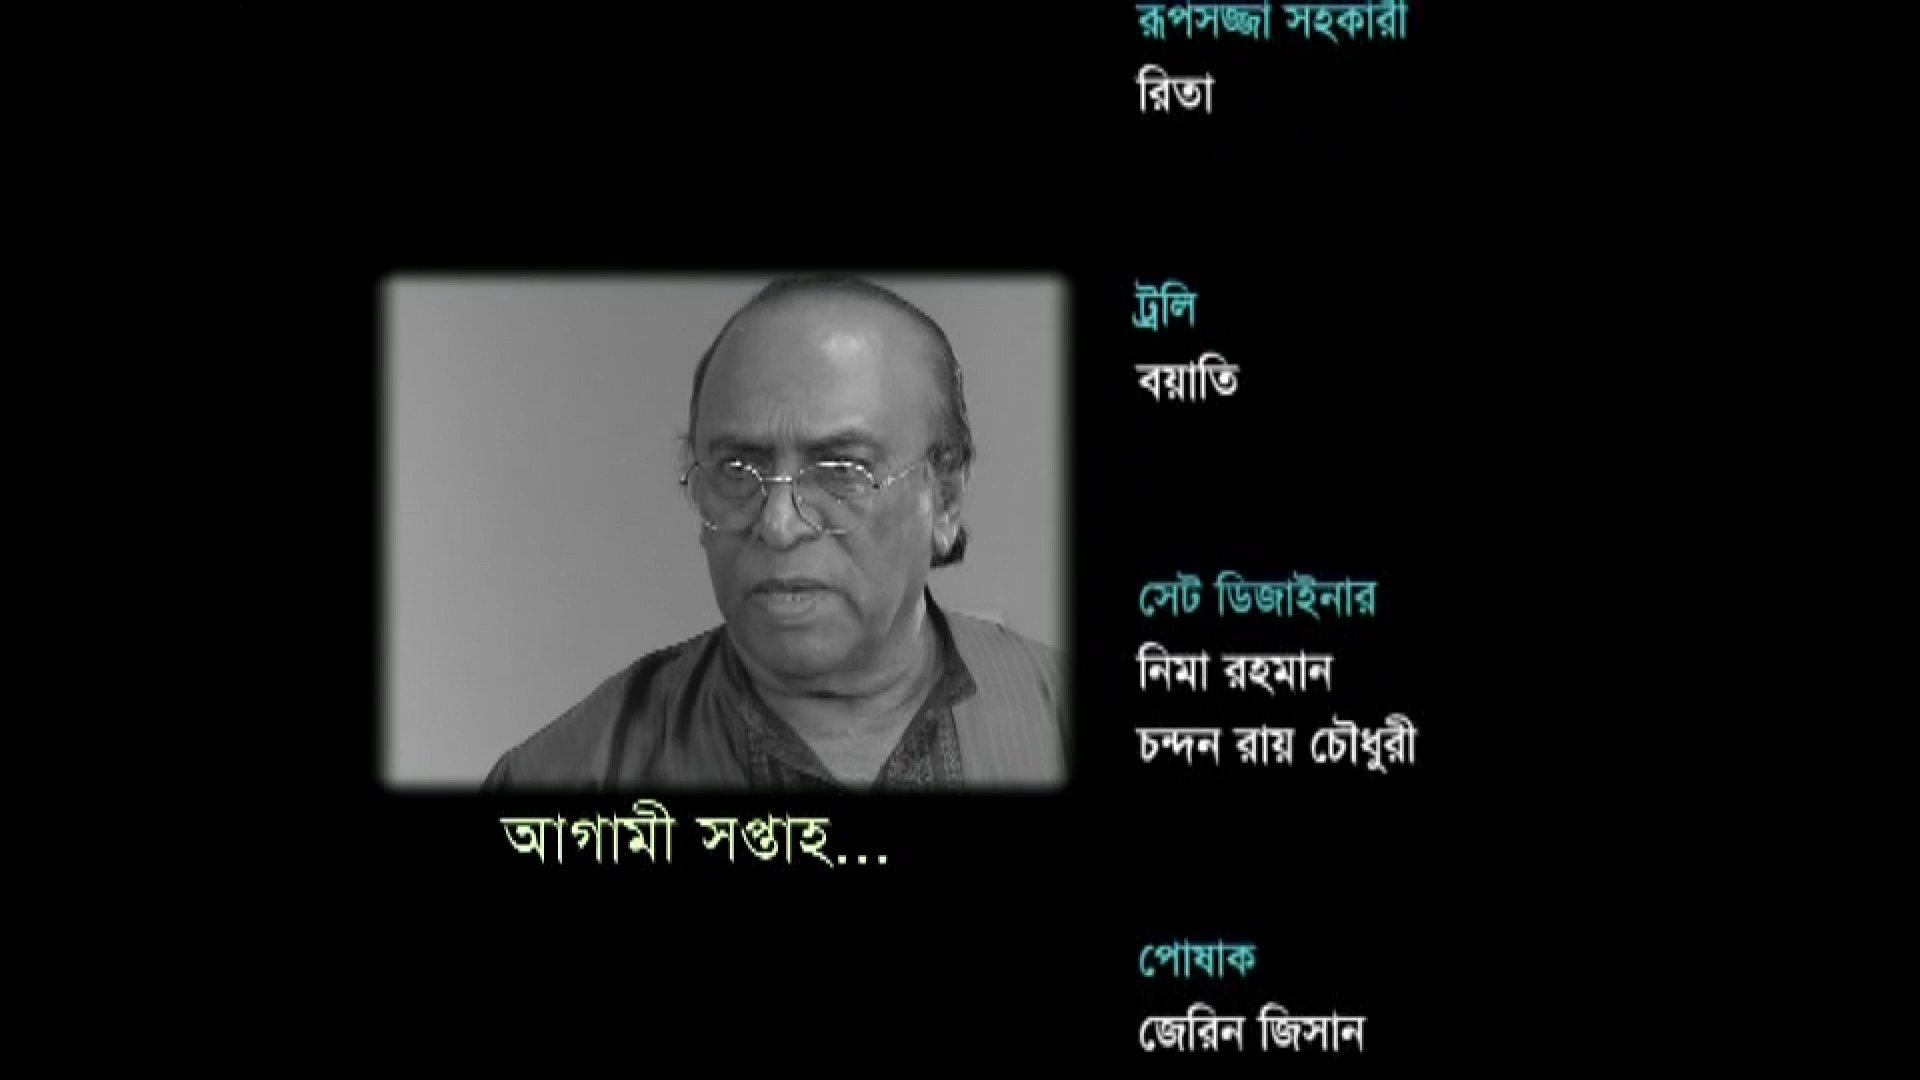 রূপসজ্জা সহকারী
রিতা
ট্রলি
বয়াতি
সেট ডিজাইনার
নিমা রহমান
চন্দন রায় চৌধুরী
আগামী সপ্তাহ...
পোষাক
জেরিন জিসান